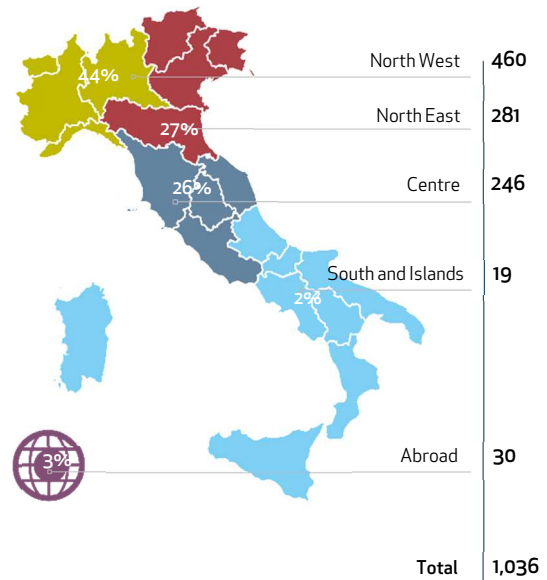 44% North West 460
27% North East 281
26% Centre 246
South and Islands 19
2%
3% Abroad 30
Total 1,036